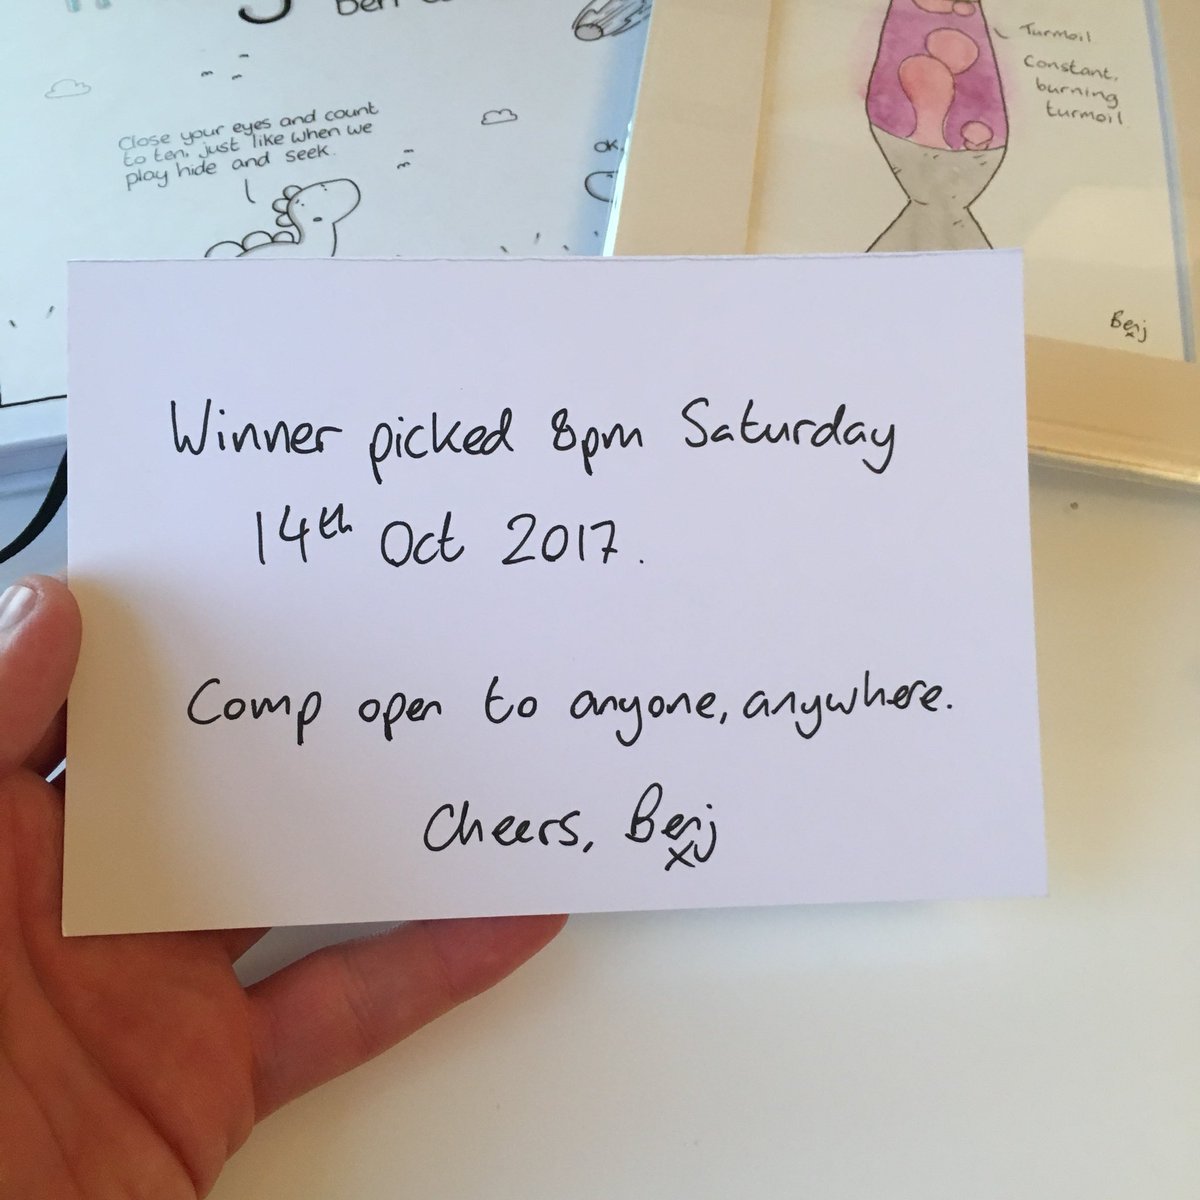 Close your eyes and count
to ten, just like when we
play hide and seek.
OK,
Turmoil
Constant,
burning
turmoil
Benj
Winner picked 8pm Saturday
14th Oct 2017.
Comp open to anyone, anywhere.
Cheers, Benj
x